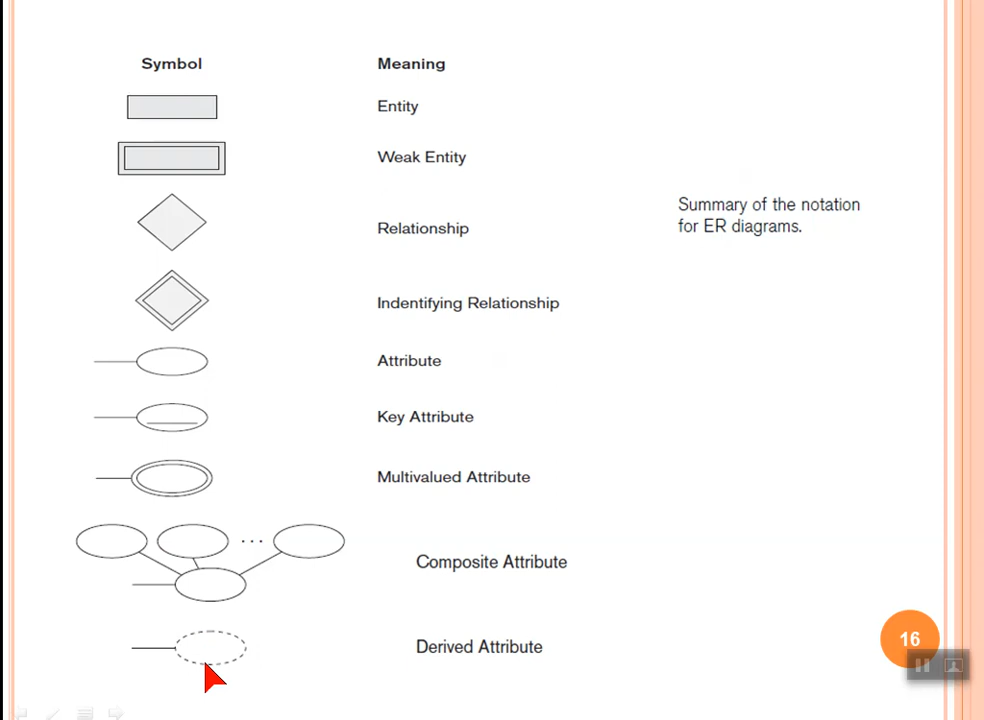 Symbol Meaning
Entity
Weak Entity
Summary of the notation
for ER diagrams.
Relationship
Indentifying Relationship
Attribute
Key Attribute
Multivalued Attribute
...
Composite Attribute
Derived Attribute
16